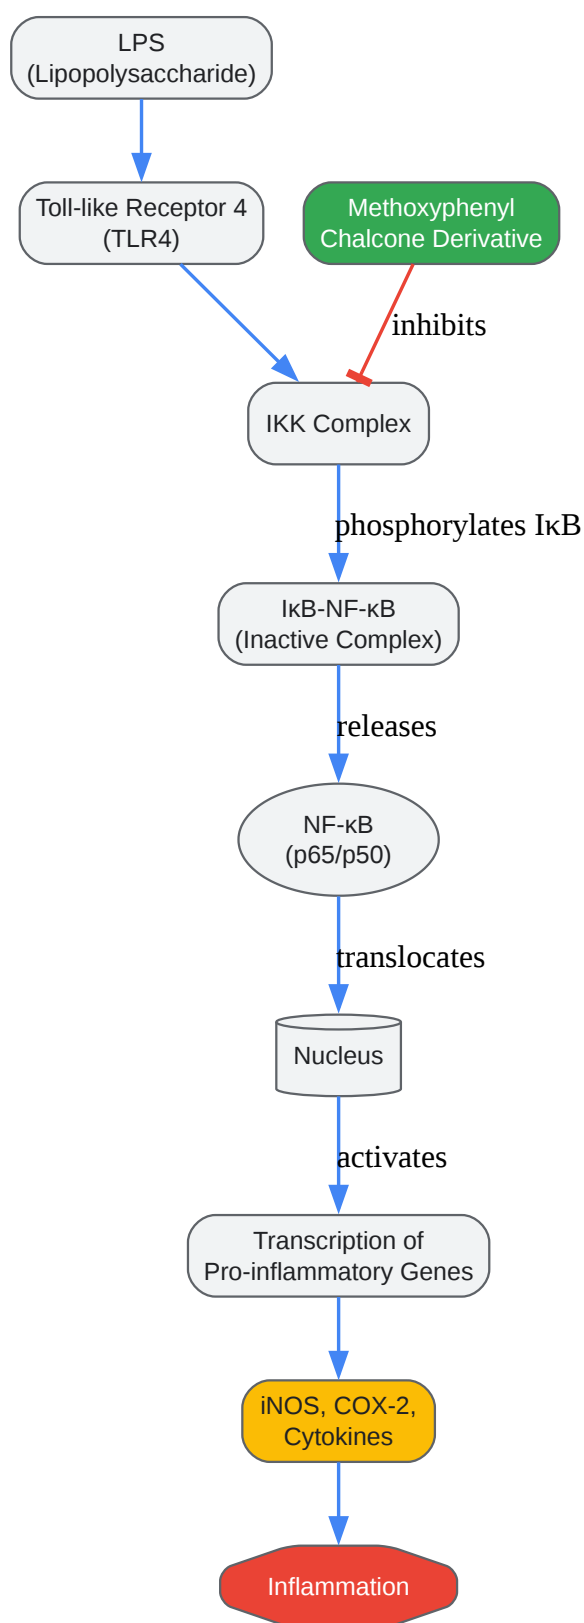 LPS
(Lipopolysaccharide)
Toll-like Receptor 4
(TLR4)
Methoxyphenyl
Chalcone Derivative
inhibits
IKK Complex
phosphorylates IκB
IκB-NF-κB
(Inactive Complex)
releases
NF-κB
(p65/p50)
translocates
Nucleus
activates
Transcription of
Pro-inflammatory Genes
iNOS, COX-2,
Cytokines
Inflammation